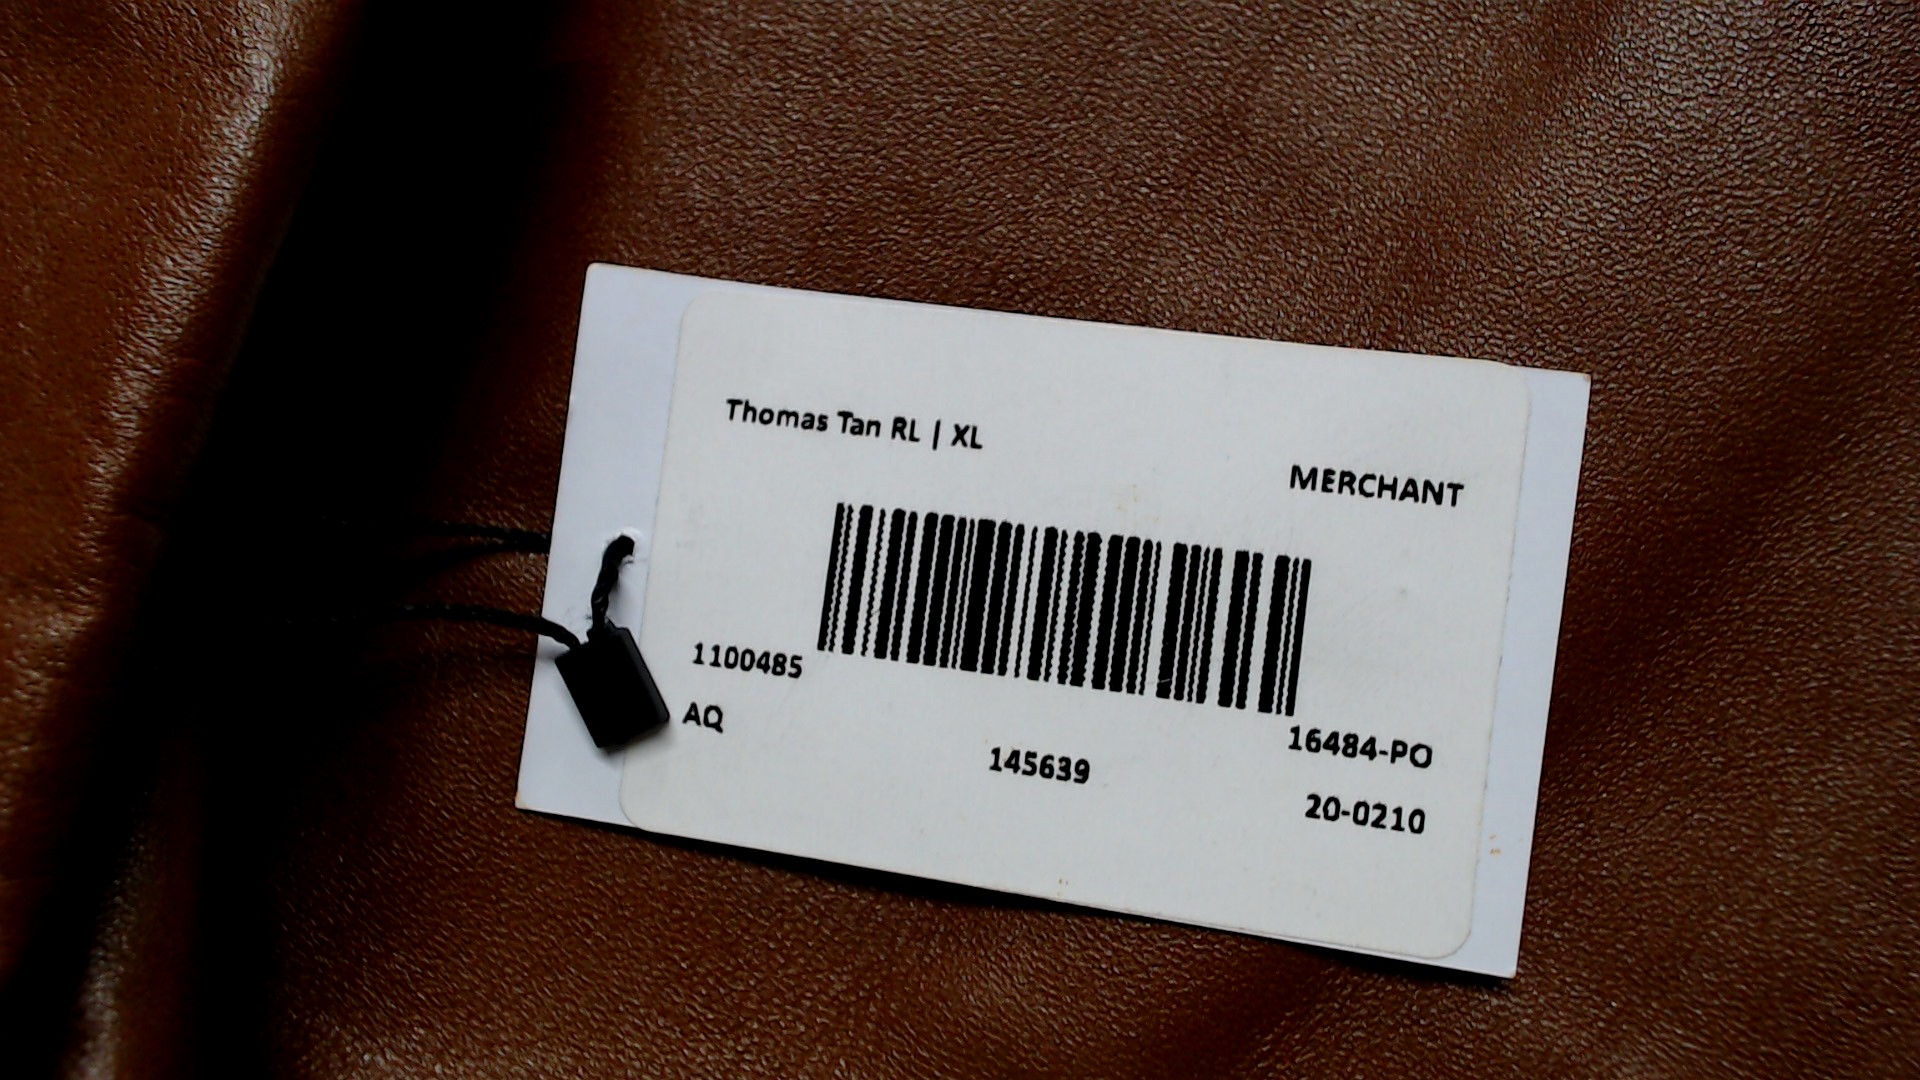 Thomas Tan RL | XL
MERCHANT
1100485
AQ
145639
16484-PO
20-0210